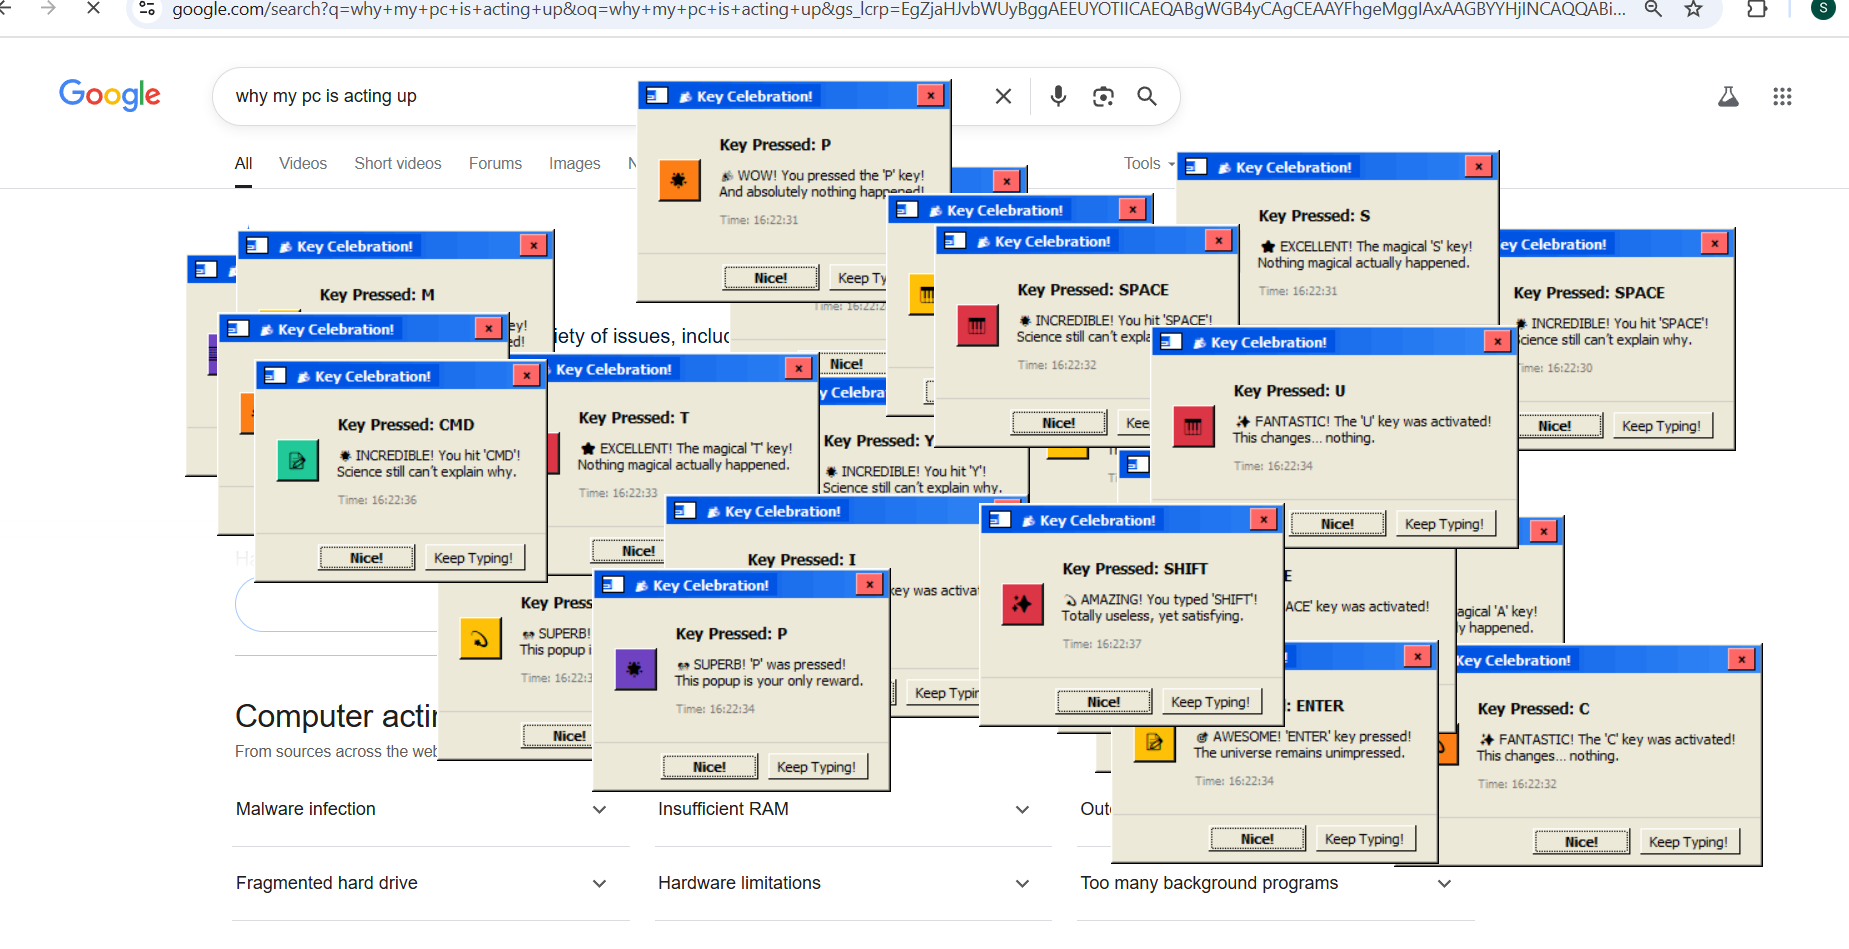 google.com/search?q=why+my+pc+is+acting+up&oq=why+my+pc+is+acting+up&gs_lcrp=EgZjaHJvbWUyBggAEEUYOTIICAEQABgWGB4yCAgCEAAYFhgeMggIAxAAGBYYHjINCAQQABi...
S
Google
why my pc is acting up
All
Videos
Short videos
Forums
Images
Tools
Key Celebration!
Key Pressed: P
WOW! You pressed the 'P' key!
And absolutely nothing happened!
Time: 16:22:31
Nice!
Keep Ty
Key Celebration!
Key Celebration!
Key Pressed: SPACE
INCREDIBLE! You hit 'SPACE'!
Science still can't expla
Time: 16:22:32
Nice!
Kee
Key Celebration!
Key Pressed: S
EXCELLENT! The magical 'S' key!
Nothing magical actually happened.
Time: 16:22:31
ey Celebration!
Key Pressed: SPACE
INCREDIBLE! You hit 'SPACE'!
Science still can't explain why.
ime: 16:22:30
Nice!
Keep Typing!
Key Celebration!
Key Pressed: M
ey!
ed!
Key Celebration!
iety of issues, includ
Time: 16:22:2
Nice!
Key Celebration!
Key Pressed: CMD
INCREDIBLE! You hit 'CMD'!
Science still can't explain why.
Time: 16:22:36
Nice!
Keep Typing!
Key Celebration!
Key Pressed: T
EXCELLENT! The magical 'T' key!
Nothing magical actually happened.
Time: 16:22:33
Nice!
y Celebra
Key Pressed: Y
INCREDIBLE! You hit 'Y'!
Science still can't explain why.
Key Celebration!
Key Pressed: U
FANTASTIC! The 'U' key was activated!
This changes... nothing.
Time: 16:22:34
Nice!
Keep Typing!
Key Celebration!
Key Pressed: I
key was activa
Keep Typin
Key Celebration!
Key Pressed: SHIFT
AMAZING! You typed 'SHIFT'!
Totally useless, yet satisfying.
Time: 16:22:37
Nice!
Keep Typing!
E
ACE' key was activated!
agical 'A' key!
ly happened.
Key Press
SUPERB!
This popup i
Time: 16:22:3
Nice!
Key Celebration!
Key Pressed: P
SUPERB! 'P' was pressed!
This popup is your only reward.
Time: 16:22:34
Nice!
Keep Typing!
: ENTER
AWESOME! 'ENTER' key pressed!
The universe remains unimpressed.
Time: 16:22:34
Nice!
Keep Typing!
Key Celebration!
Key Pressed: C
FANTASTIC! The 'C' key was activated!
This changes... nothing.
Time: 16:22:32
Nice!
Keep Typing!
Computer actin
From sources across the web
Malware infection
Insufficient RAM
Out
Fragmented hard drive
Hardware limitations
Too many background programs